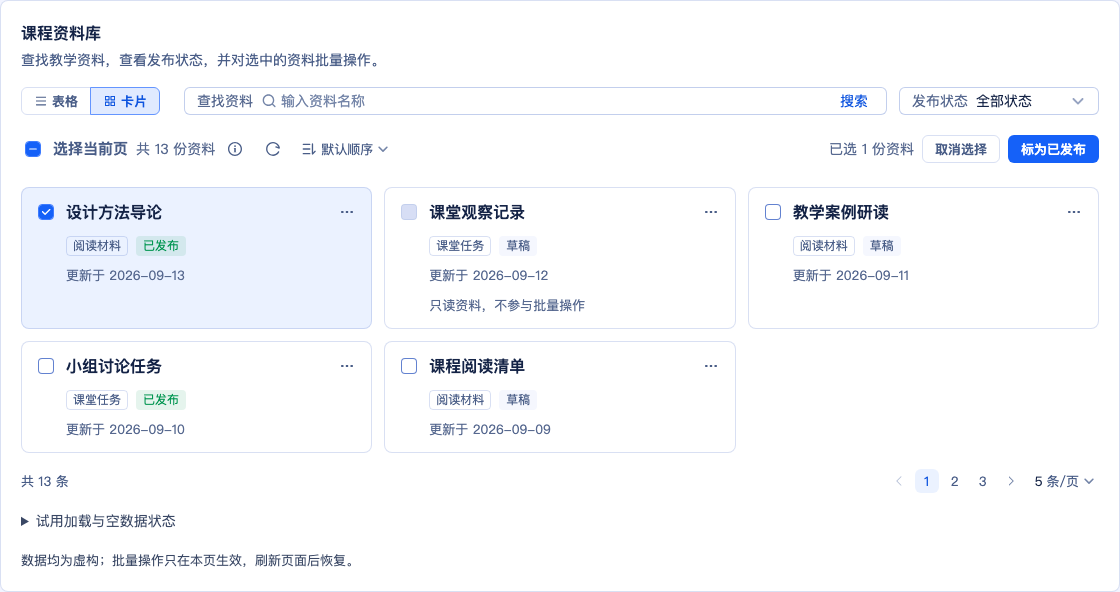 课程资料库
查找教学资料，查看发布状态，并对选中的资料批量操作。
表格 卡片 查找资料 输入资料名称 搜索 发布状态 全部状态
选择当前页 共 13 份资料 默认顺序 已选 1 份资料 取消选择 标为已发布
设计方法导论
阅读材料 已发布
更新于 2026-09-13
课堂观察记录
课堂任务 草稿
更新于 2026-09-12
只读资料，不参与批量操作
教学案例研读
阅读材料 草稿
更新于 2026-09-11
小组讨论任务
课堂任务 已发布
更新于 2026-09-10
课程阅读清单
阅读材料 草稿
更新于 2026-09-09
共 13 条 1 2 3 5 条/页
试用加载与空数据状态
数据均为虚构；批量操作只在本页生效，刷新页面后恢复。